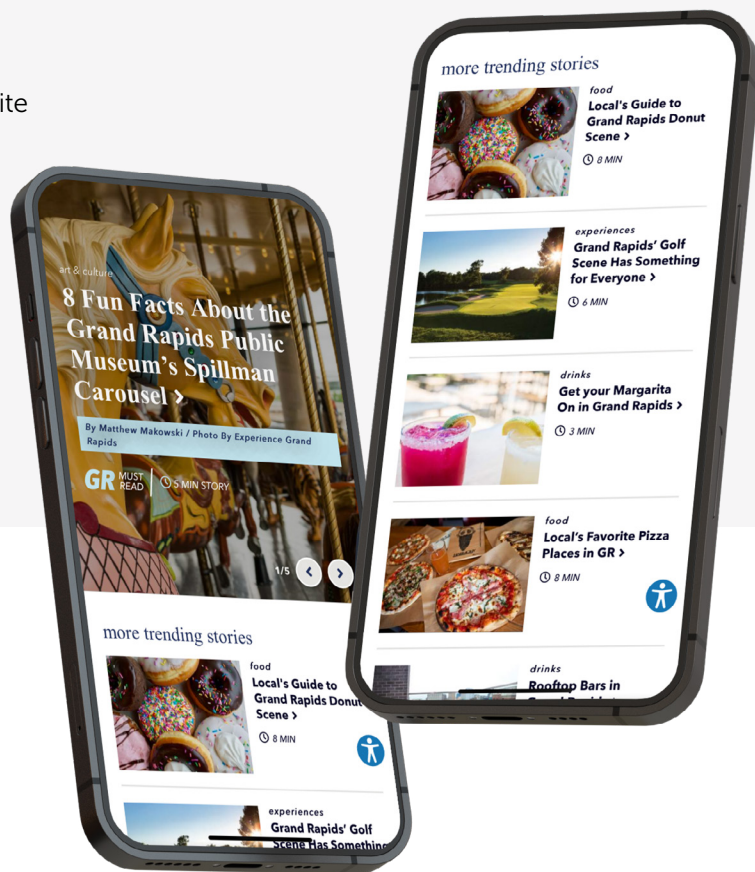 ite
art & culture
8 Fun Facts About the
Grand Rapids Public
Museum's Spillman
Carousel >
By Matthew Makowski / Photo By Experience Grand
Rapids
GR MUST
READ
5 MIN STORY
1/5
more trending stories
food
Local's Guide to
Grand Rapids Donut
Scene >
8 MIN
experiences
Grand Rapids' Golf
Scene Has Something
more trending stories
food
Local's Guide to
Grand Rapids Donut
Scene >
8 MIN
experiences
Grand Rapids' Golf
Scene Has Something
for Everyone >
6 MIN
drinks
Get your Margarita
On in Grand Rapids >
3 MIN
food
Local's Favorite Pizza
Places in GR >
8 MIN
drinks
Rooftop Bars in